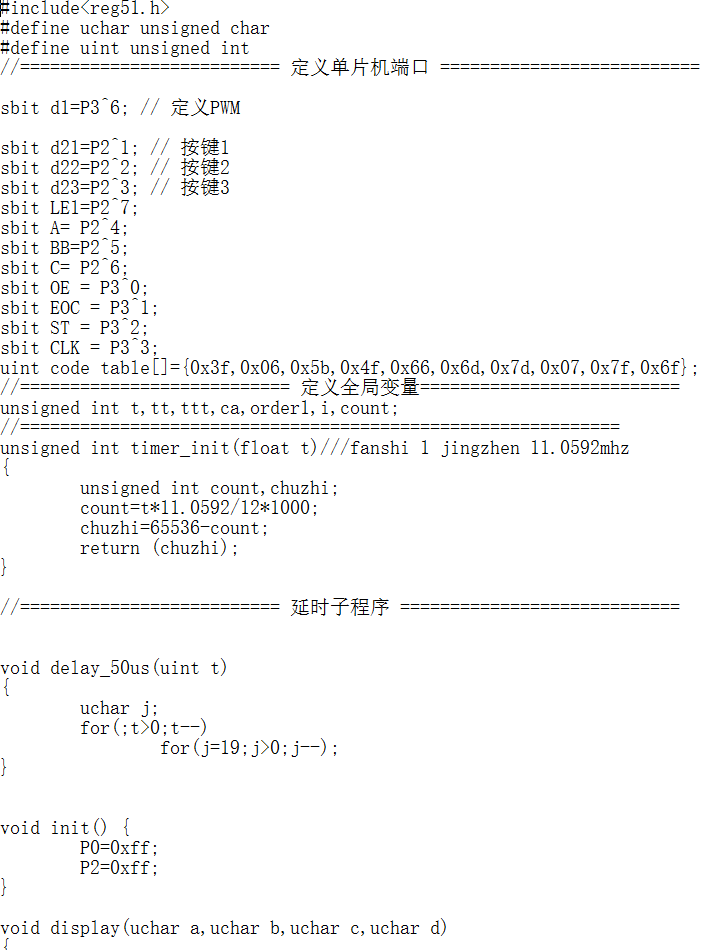 #include<reg51.h>
#define uchar unsigned char
#define uint unsigned int
//========================== 定义单片机端口 ==========================
sbit d1=P3^6; // 定义PWM
sbit d21=P2^1; // 按键1
sbit d22=P2^2; // 按键2
sbit d23=P2^3; // 按键3
sbit LE1=P2^7;
sbit A= P2^4;
sbit BB=P2^5;
sbit C= P2^6;
sbit OE = P3^0;
sbit EOC = P3^1;
sbit ST = P3^2;
sbit CLK = P3^3;
uint code table[]={0x3f,0x06,0x5b,0x4f,0x66,0x6d,0x7d,0x07,0x7f,0x6f};
//=========================== 定义全局变量==========================
unsigned int t,tt,ttt,ca,order1,i,count;
//============================================================
unsigned int timer_init(float t)///fanshi 1 jingzhen 11.0592mhz
{
        unsigned int count,chuzhi;
        count=t*11.0592/12*1000;
        chuzhi=65536-count;
        return (chuzhi);
}
//========================== 延时子程序 ============================
void delay_50us(uint t)
{
        uchar j;
        for(;t>0;t--)
                for(j=19;j>0;j--);
}
void init() {
        P0=0xff;
        P2=0xff;
}
void display(uchar a,uchar b,uchar c,uchar d)
{